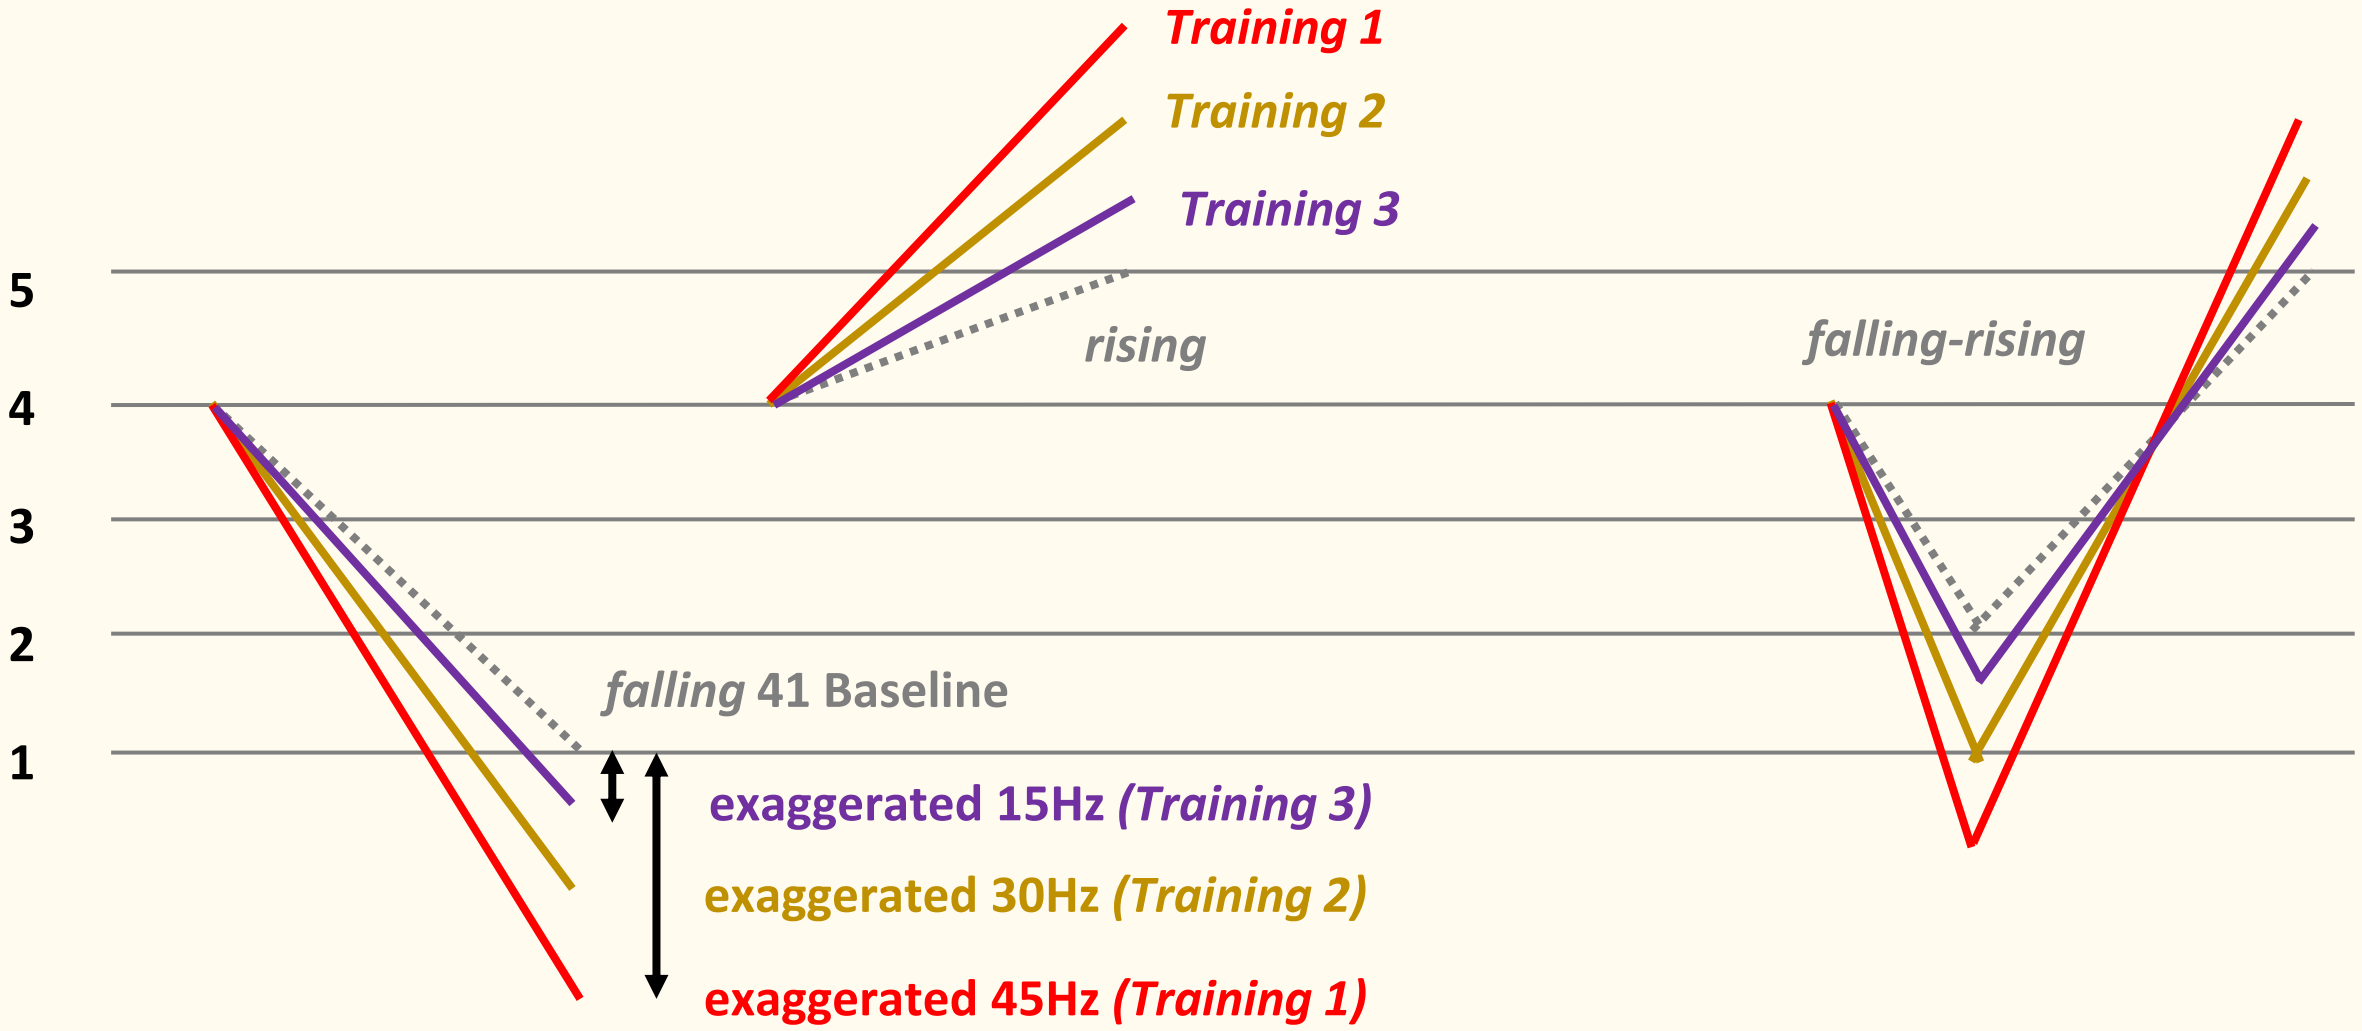 Training 1
Training 2
Training 3
5
rising
falling-rising
4
3
2
falling 41 Baseline
1
exaggerated 15Hz (Training 3)
exaggerated 30Hz (Training 2)
exaggerated 45Hz (Training 1)